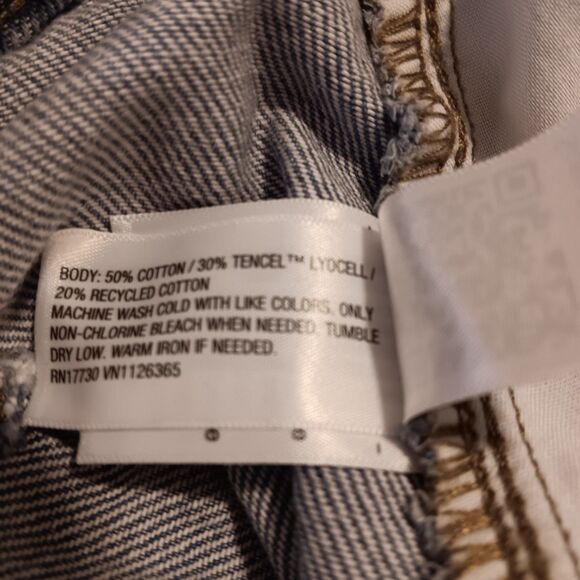 BODY: 50% COTTON / 30% TENCEL™ LYOCELL /
20% RECYCLED COTTON
MACHINE WASH COLD WITH LIKE COLORS, ONLY
NON-CHLORINE BLEACH WHEN NEEDED. TUMBLE
DRY LOW. WARM IRON IF NEEDED.
RN17730 VN1126365